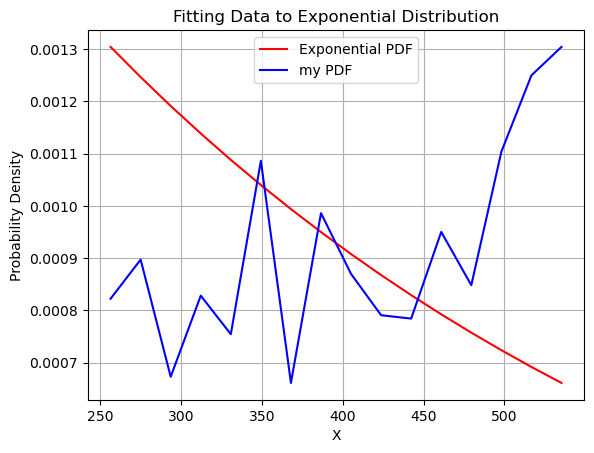 Fitting Data to Exponential Distribution
Exponential PDF
my PDF
Probability Density
0.0013
0.0012
0.0011
0.0010
0.0009
0.0008
0.0007
250
300
350
400
450
500
X